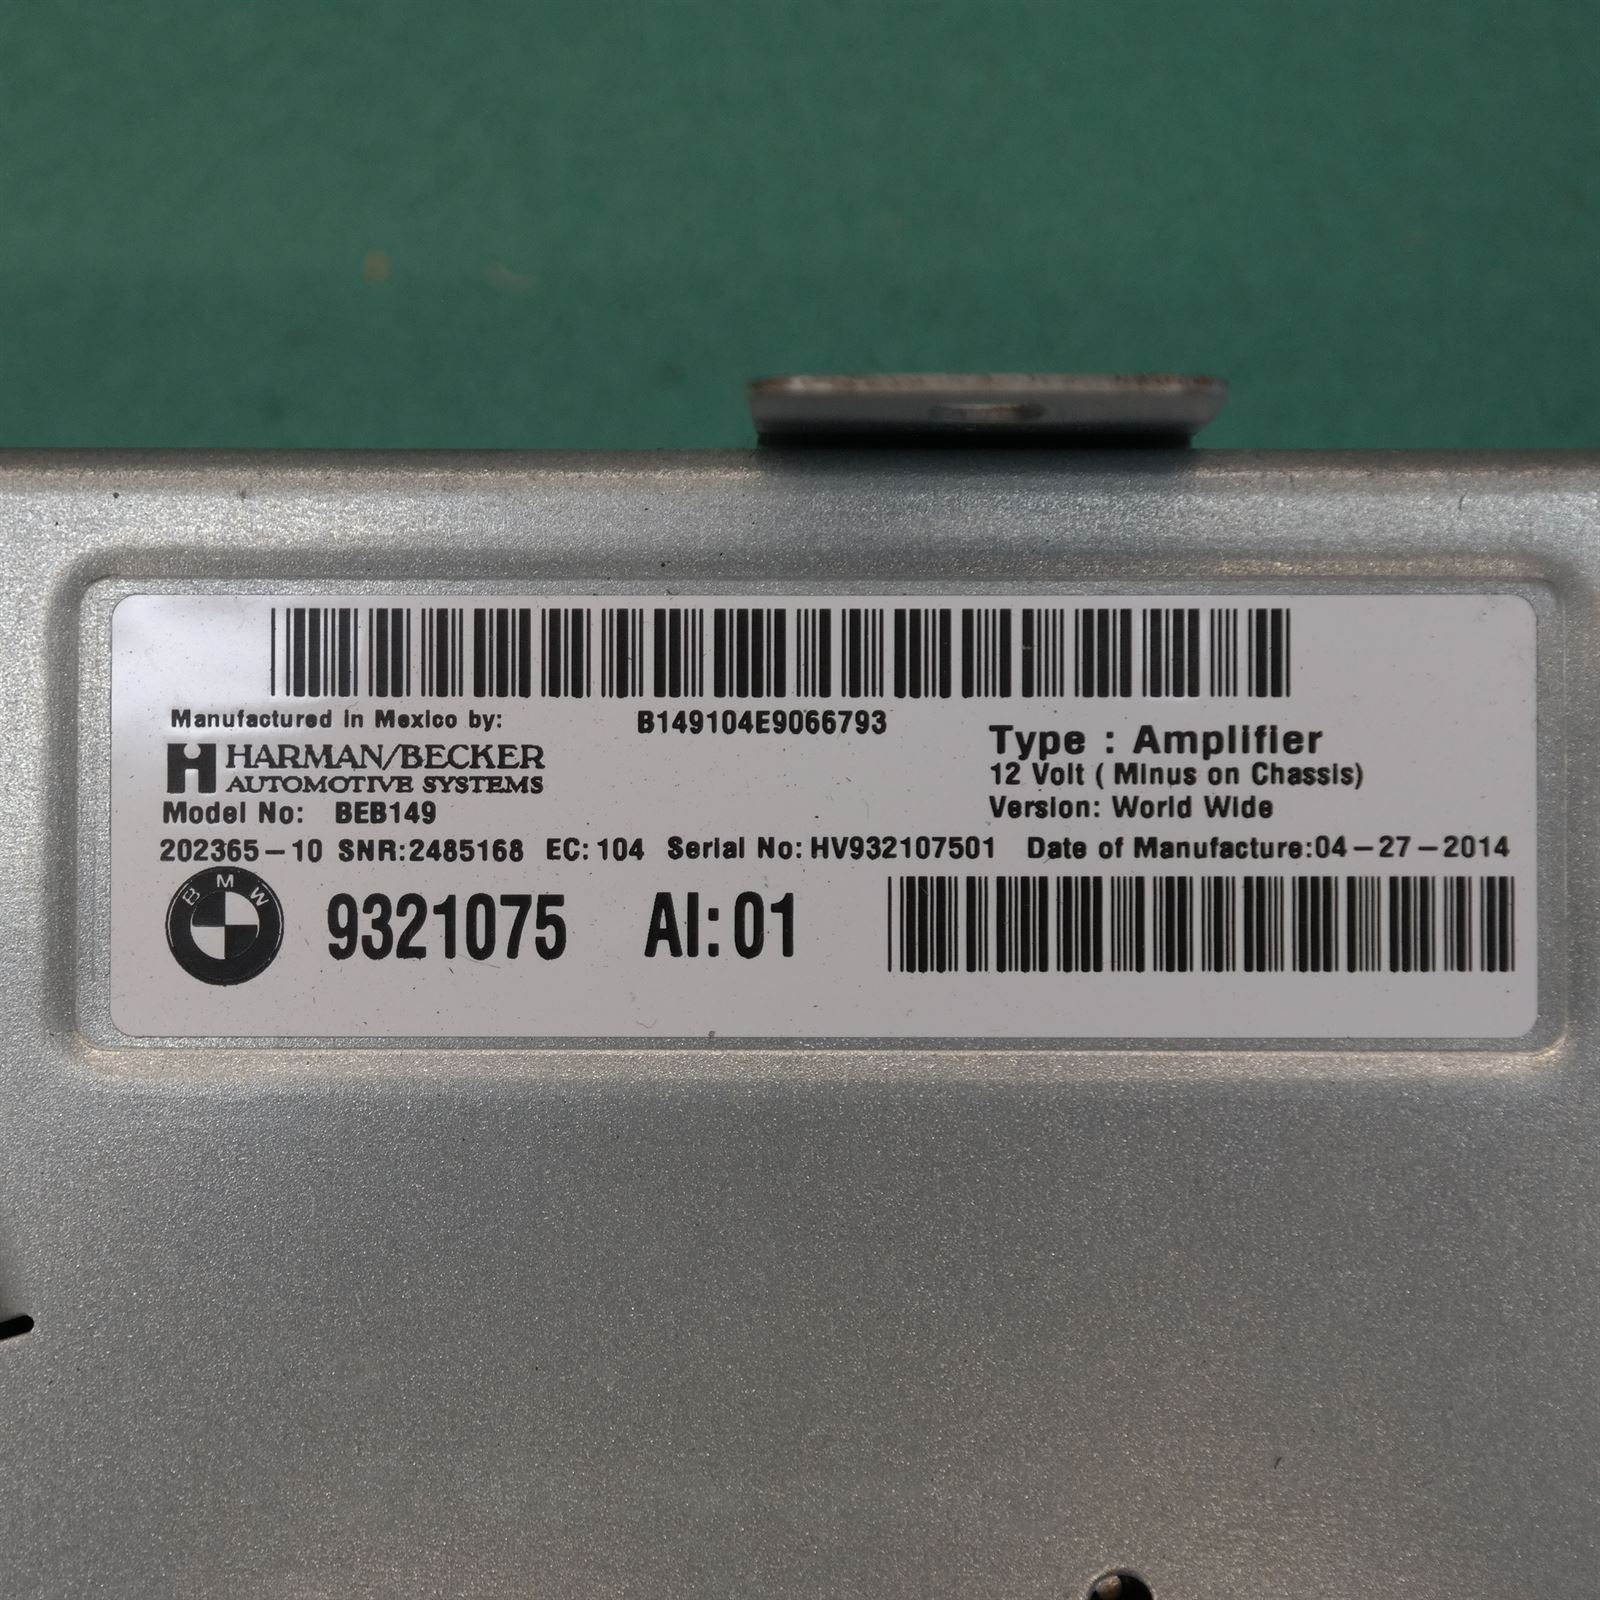 Manufactured in Mexico by:
B149104E9066793
HARMAN/BECKER
AUTOMOTIVE SYSTEMS
Type : Amplifier
12 Volt ( Minus on Chassis)
Version: World Wide
Model No: BEB149
202365-10 SNR:2485168 EC: 104 Serial No: HV932107501 Date of Manufacture:04-27-2014
BMW
9321075 AI: 01